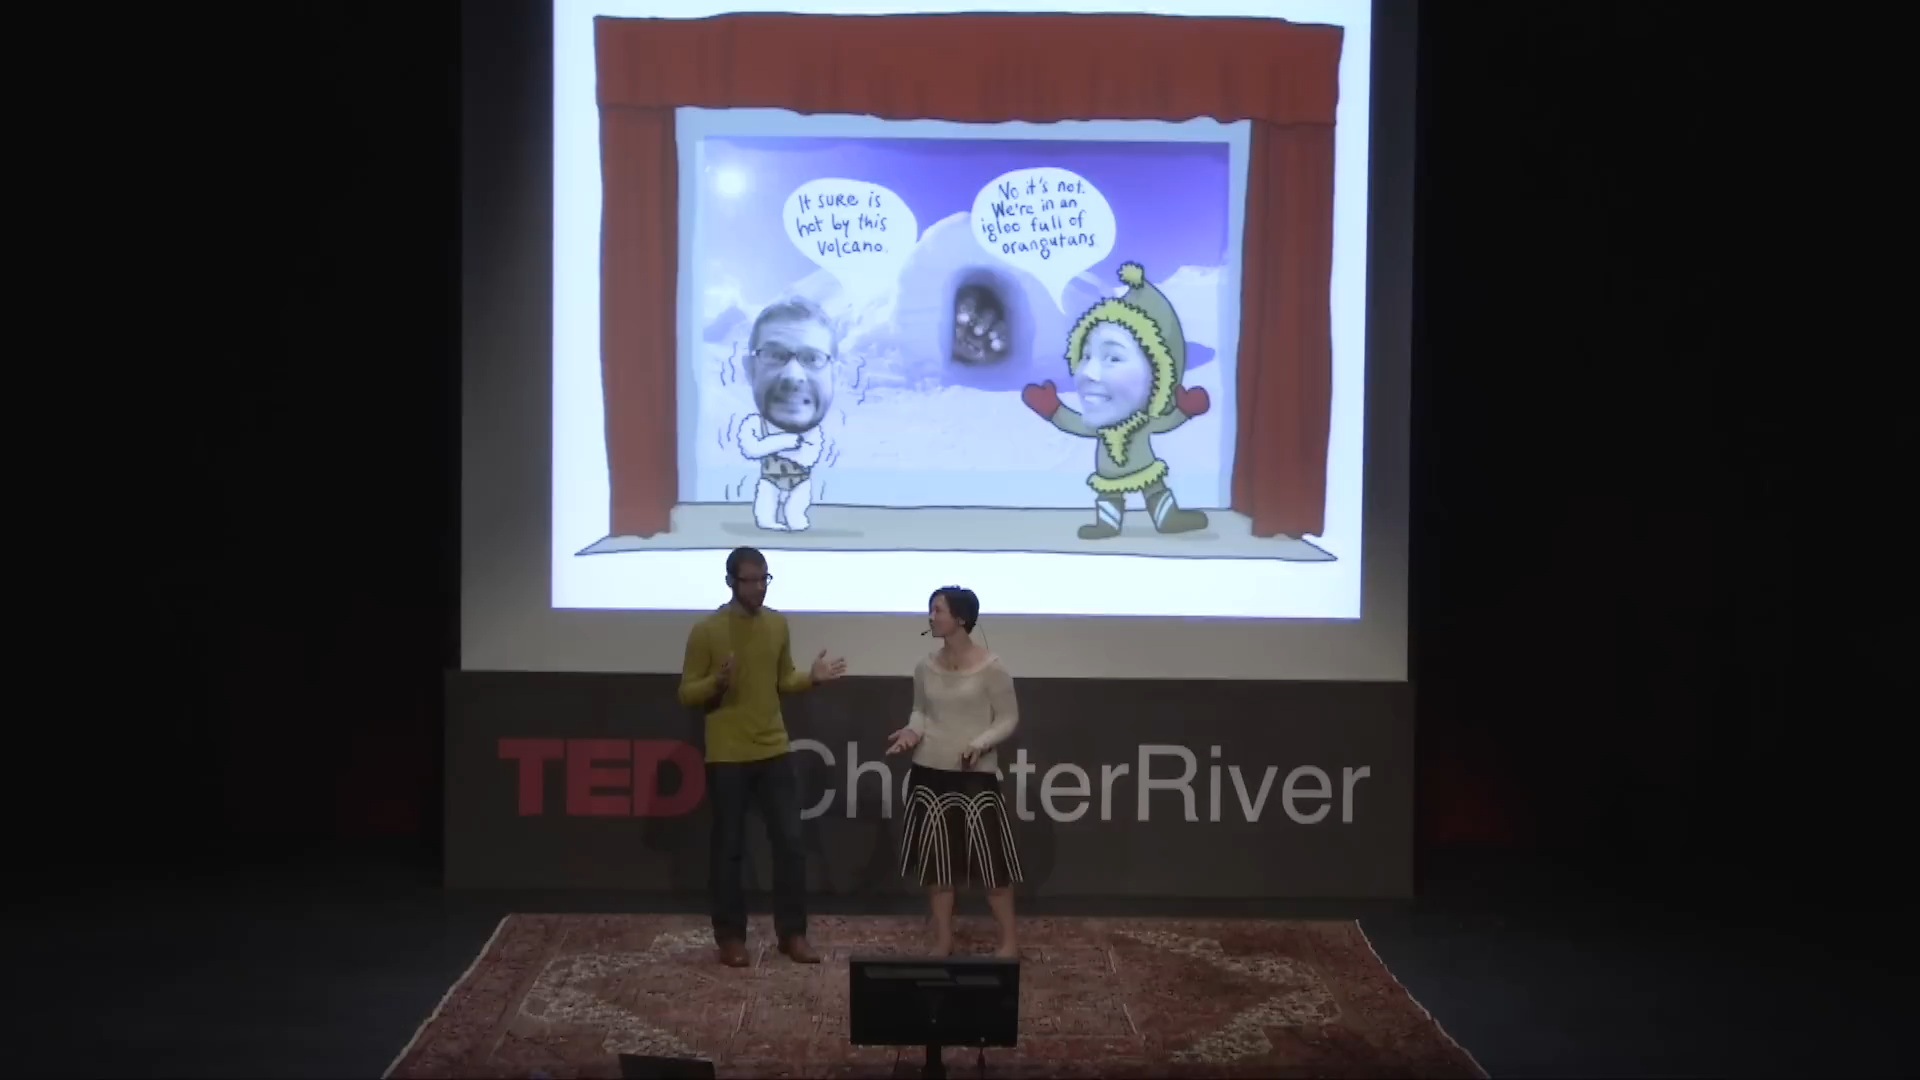 It SURE is
hot by this
volcano.
No it's not.
We're in an
igloo full of
orangutans.
TED
ChesterRiver